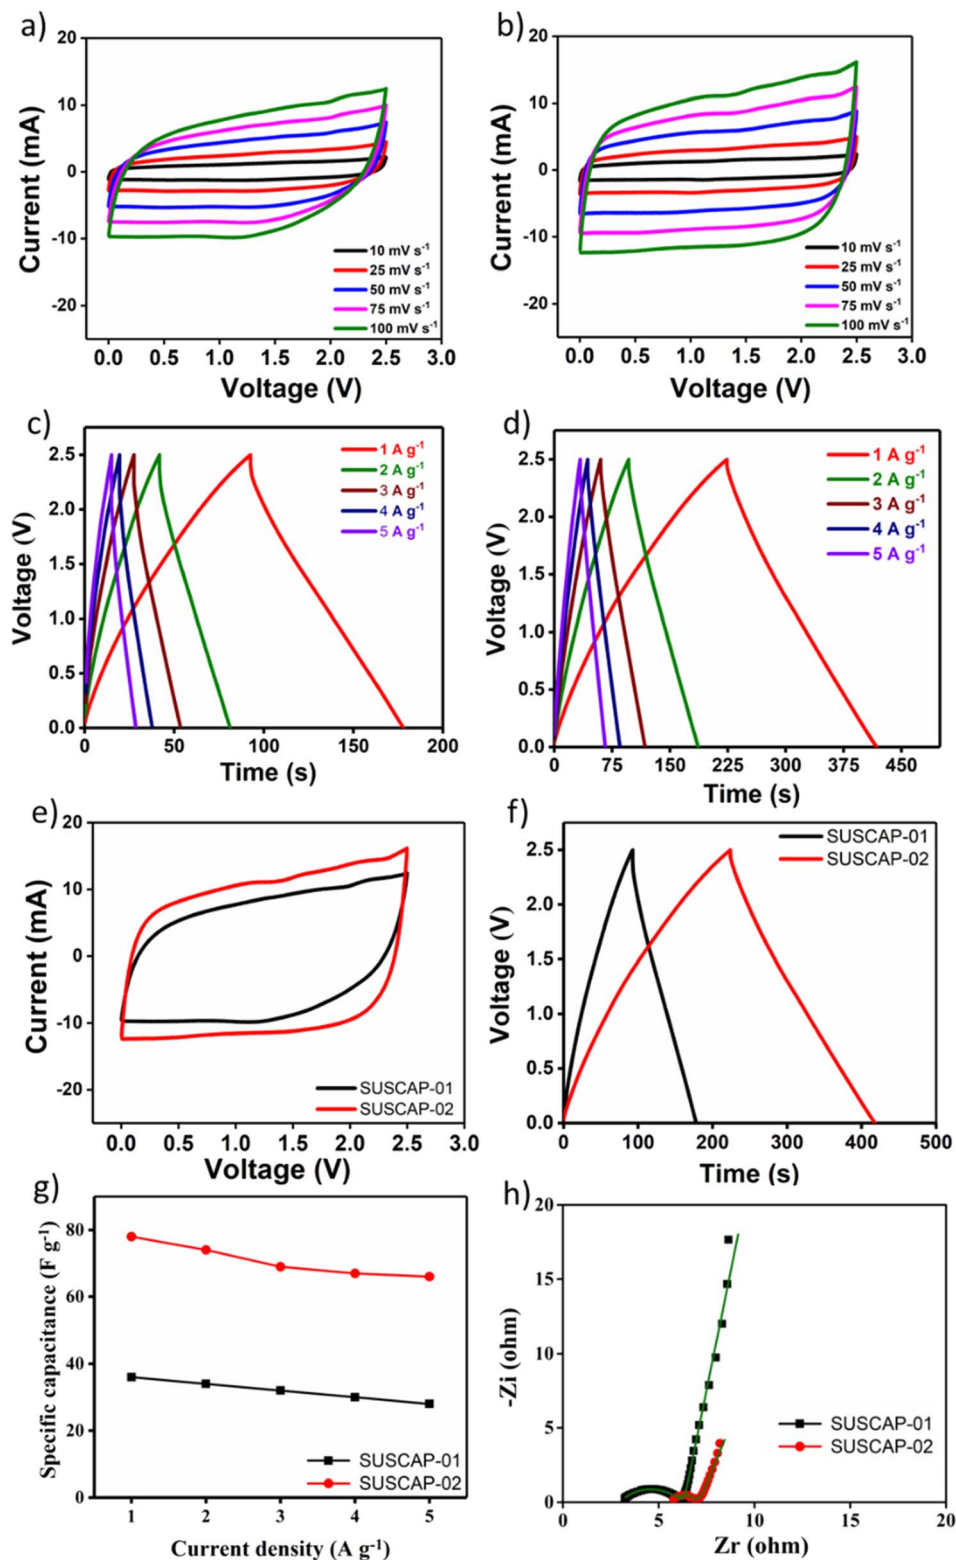 a)
20
10
0
-10
-20
Current (mA)
10 mV s⁻¹
25 mV s⁻¹
50 mV s⁻¹
75 mV s⁻¹
100 mV s⁻¹
0.0 0.5 1.0 1.5 2.0 2.5 3.0
Voltage (V)
b)
20
10
0
-10
-20
Current (mA)
10 mV s⁻¹
25 mV s⁻¹
50 mV s⁻¹
75 mV s⁻¹
100 mV s⁻¹
0.0 0.5 1.0 1.5 2.0 2.5 3.0
Voltage (V)
c)
2.5
2.0
1.5
1.0
0.5
0.0
Voltage (V)
1 A g⁻¹
2 A g⁻¹
3 A g⁻¹
4 A g⁻¹
5 A g⁻¹
0 50 100 150 200
Time (s)
d)
2.5
2.0
1.5
1.0
0.5
0.0
Voltage (V)
1 A g⁻¹
2 A g⁻¹
3 A g⁻¹
4 A g⁻¹
5 A g⁻¹
0 75 150 225 300 375 450
Time (s)
e)
20
10
0
-10
-20
Current (mA)
SUSCAP-01
SUSCAP-02
0.0 0.5 1.0 1.5 2.0 2.5 3.0
Voltage (V)
f)
2.5
2.0
1.5
1.0
0.5
0.0
Voltage (V)
SUSCAP-01
SUSCAP-02
0 100 200 300 400 500
Time (s)
g)
80
60
40
20
0
Specific capacitance (F g⁻¹)
SUSCAP-01
SUSCAP-02
1 2 3 4 5
Current density (A g⁻¹)
h)
20
15
10
5
0
-Zi (ohm)
SUSCAP-01
SUSCAP-02
0 5 10 15 20
Zr (ohm)